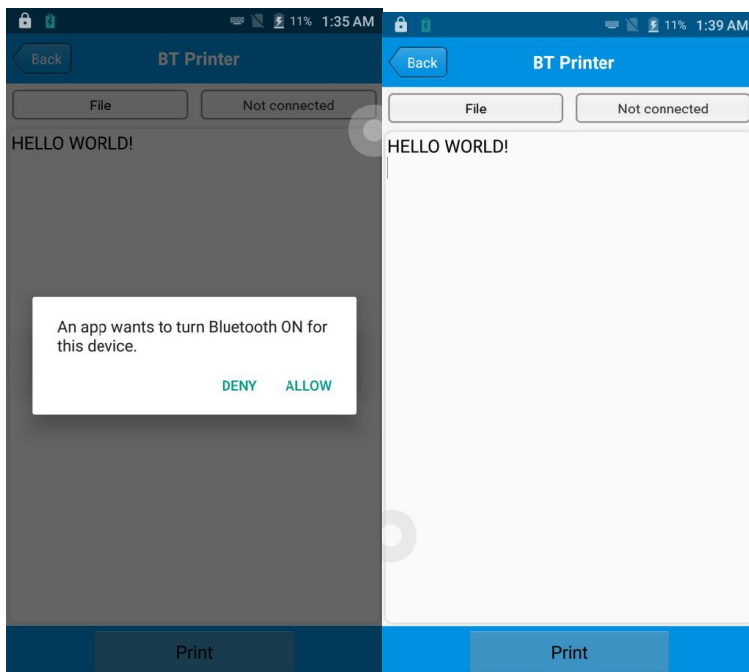 11% 1:35 AM
Back BT Printer
File Not connected
HELLO WORLD!
An app wants to turn Bluetooth ON for
this device.
DENY ALLOW
Print
11% 1:39 AM
Back BT Printer
File Not connected
HELLO WORLD!
Print